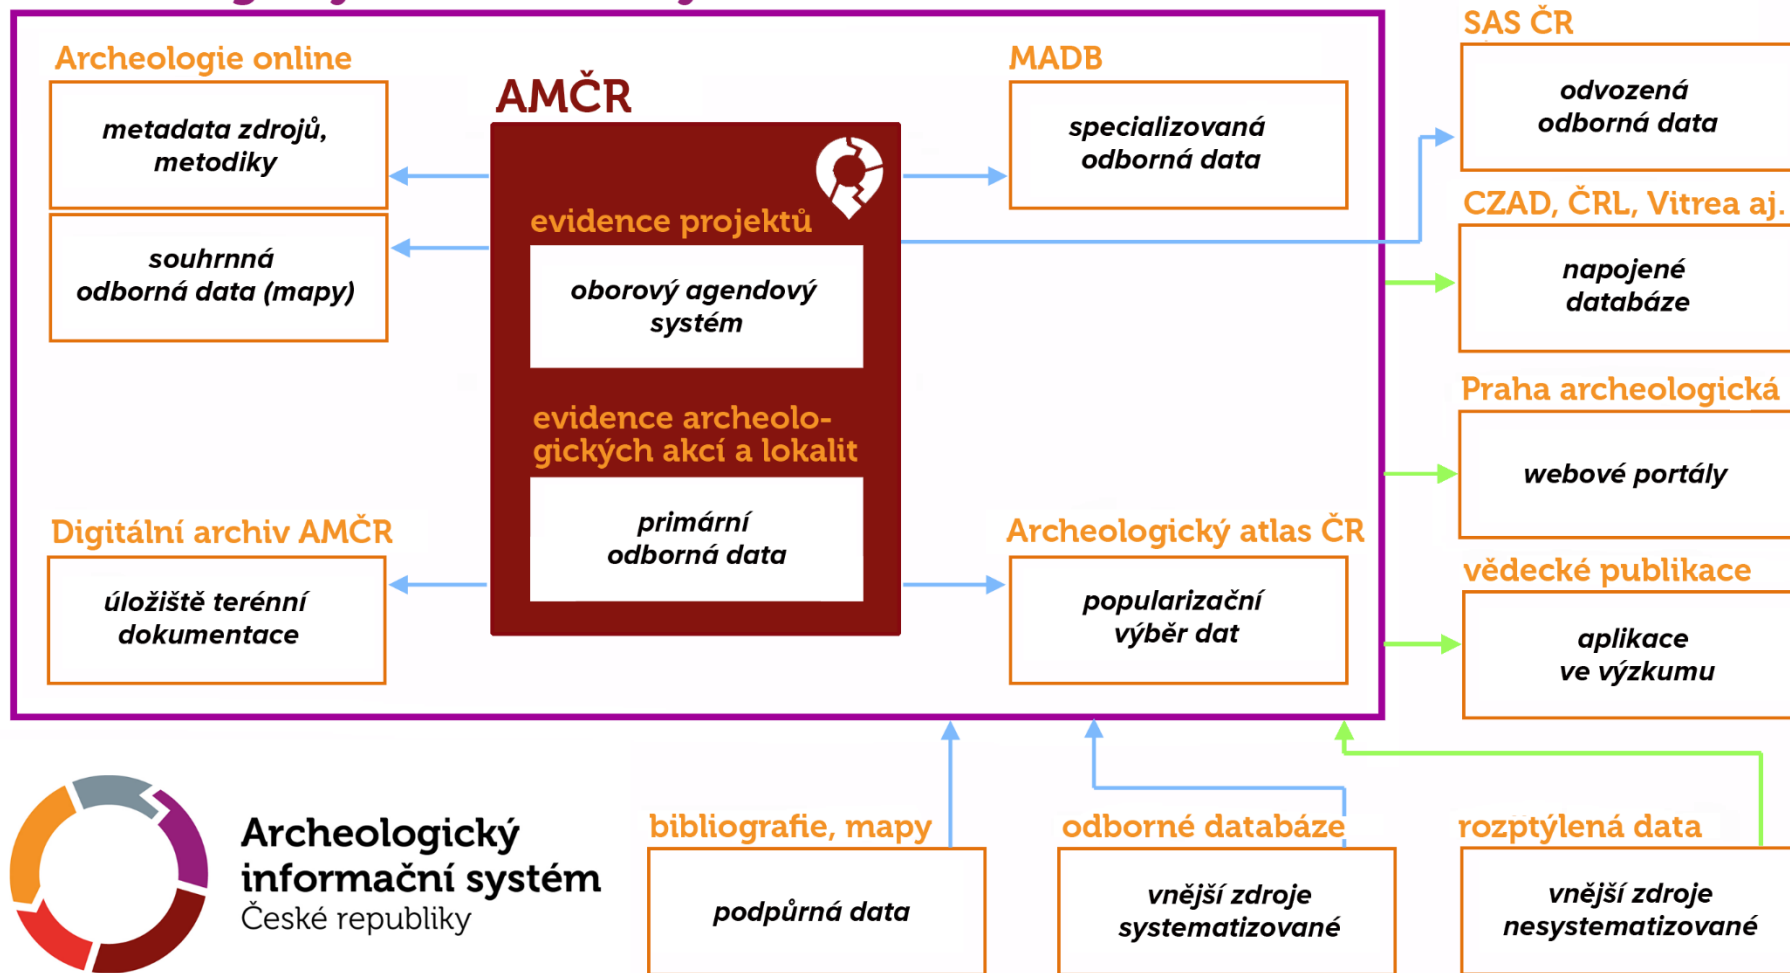 Archeologie online
metadata zdrojů,
metodiky
souhrnná
odborná data (mapy)
AMČR
evidence projektů
oborový agendový
systém
evidence archeolo-
gických akcí a lokalit
primární
odborná data
MADB
specializovaná
odborná data
Digitální archiv AMČR
úložiště terénní
dokumentace
Archeologický atlas ČR
popularizační
výběr dat
SAS ČR
odvozená
odborná data
CZAD, ČRL, Vitrea aj.
napojené
databáze
Praha archeologická
webové portály
vědecké publikace
aplikace
ve výzkumu
Archeologický
informační systém
České republiky
bibliografie, mapy
podpůrná data
odborné databáze
vnější zdroje
systematizované
rozptýlená data
vnější zdroje
nesystematizované